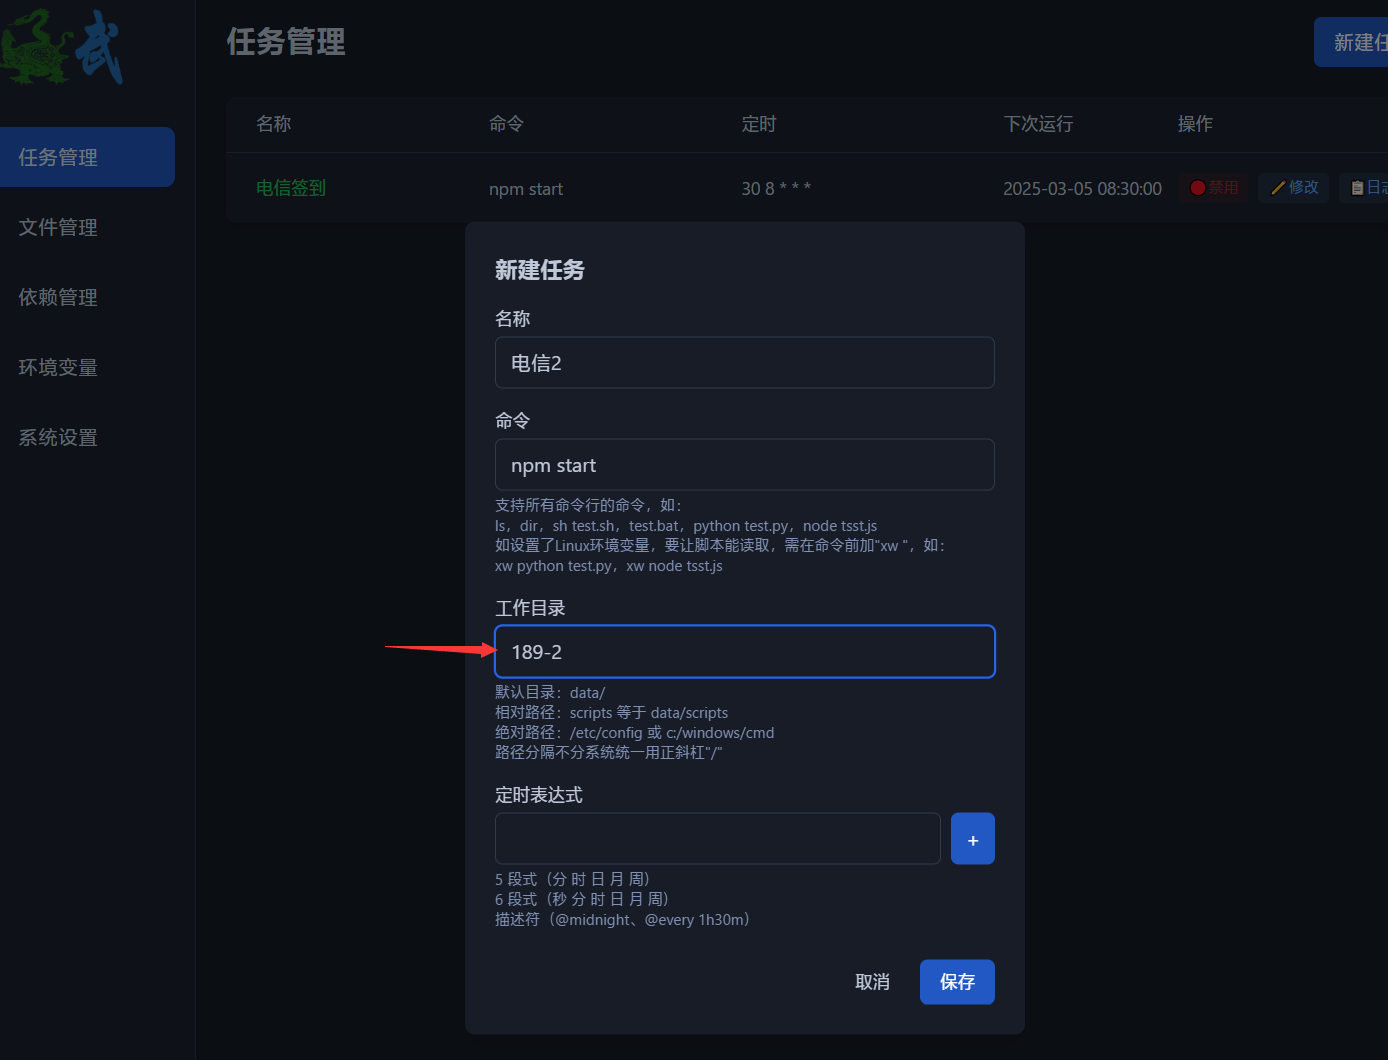 武
任务管理
新建任
任务管理
文件管理
依赖管理
环境变量
系统设置
名称 命令 定时 下次运行 操作
电信签到 npm start 30 8 * * * 2025-03-05 08:30:00 禁用 修改 日志
新建任务
名称
电信2
命令
npm start
支持所有命令行的命令，如：
ls，dir，sh test.sh，test.bat，python test.py，node tsst.js
如设置了Linux环境变量，要让脚本能读取，需在命令前加"xw "，如：
xw python test.py，xw node tsst.js
工作目录
189-2
默认目录：data/
相对路径：scripts 等于 data/scripts
绝对路径：/etc/config 或 c:/windows/cmd
路径分隔不分系统统一用正斜杠"/"
定时表达式
+
5 段式（分 时 日 月 周）
6 段式（秒 分 时 日 月 周）
描述符（@midnight、@every 1h30m）
取消 保存